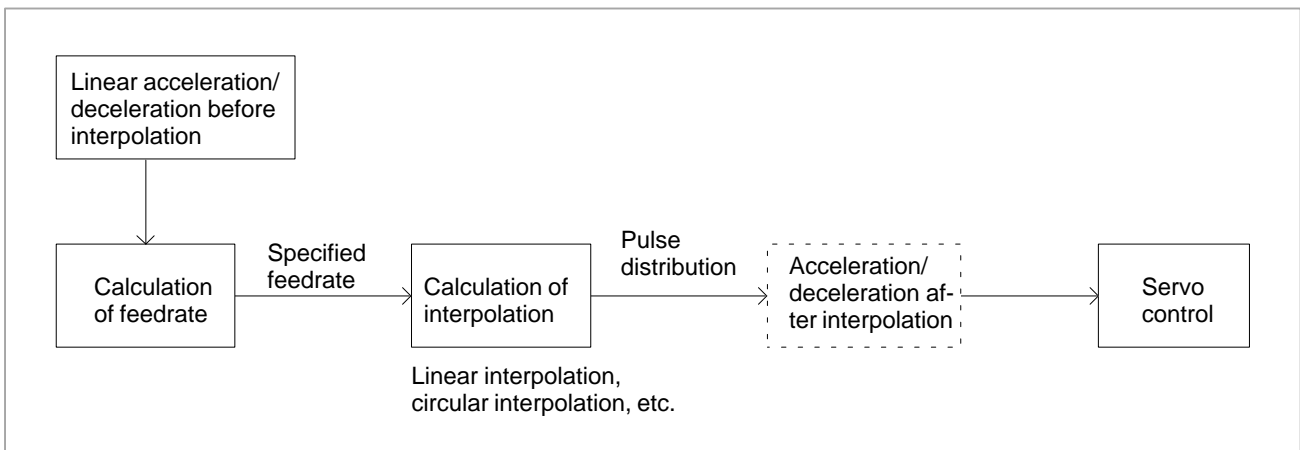 Linear acceleration/
deceleration before
interpolation
Calculation
of feedrate
Specified
feedrate
Calculation of
interpolation
Linear interpolation,
circular interpolation, etc.
Pulse
distribution
Acceleration/
deceleration af-
ter interpolation
Servo
control